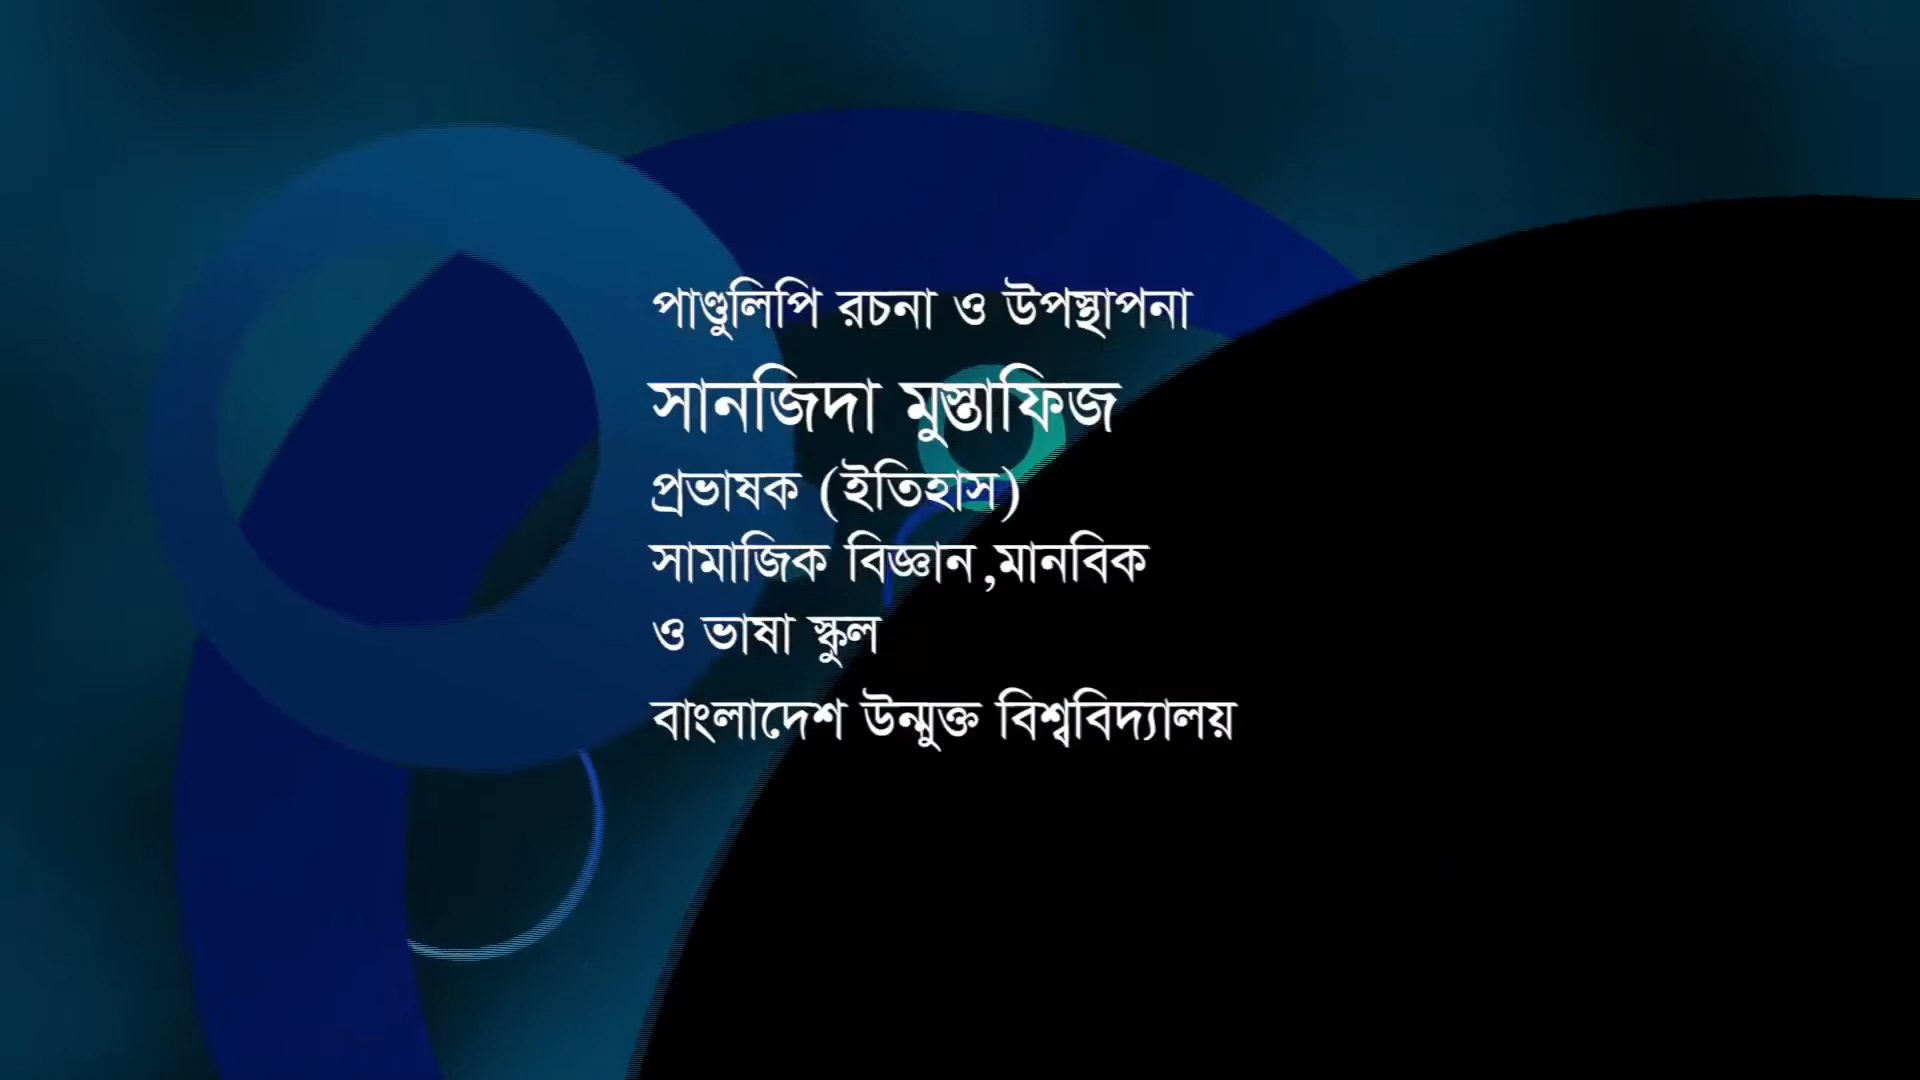 পাণ্ডুলিপি রচনা ও উপস্থাপনা
সানজিদা মুস্তাফিজ
প্রভাষক (ইতিহাস)
সামাজিক বিজ্ঞান,মানবিক
ও ভাষা স্কুল
বাংলাদেশ উন্মুক্ত বিশ্ববিদ্যালয়